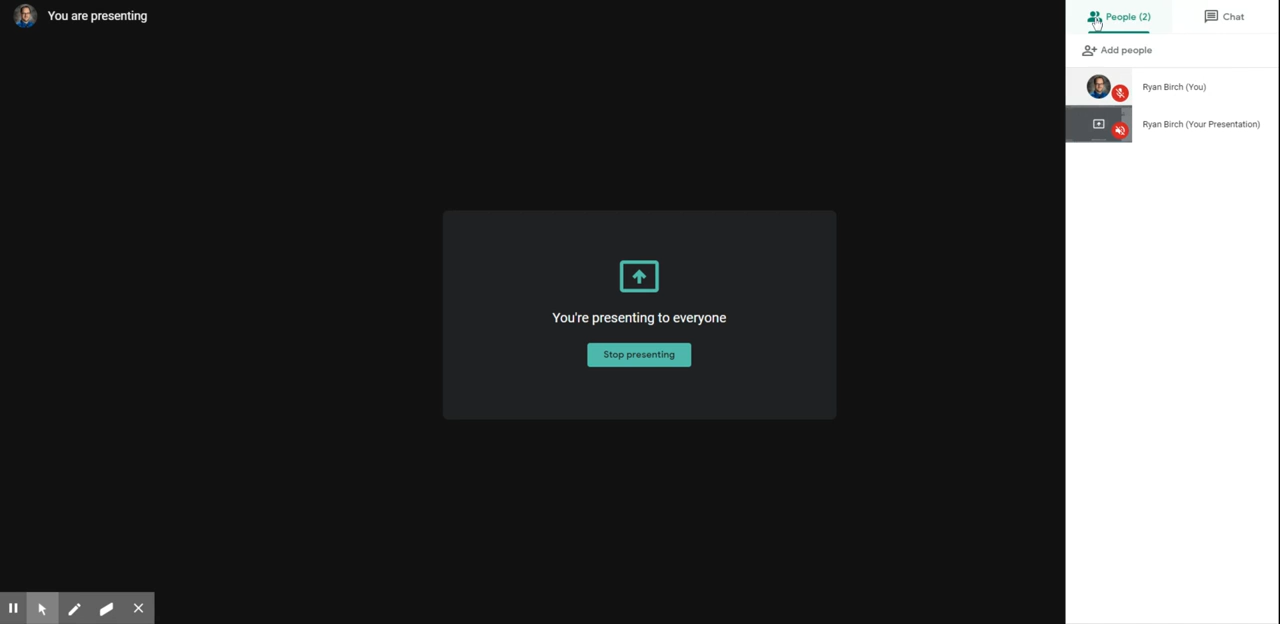 You are presenting
People (2)
Chat
Add people
Ryan Birch (You)
Ryan Birch (Your Presentation)
You're presenting to everyone
Stop presenting